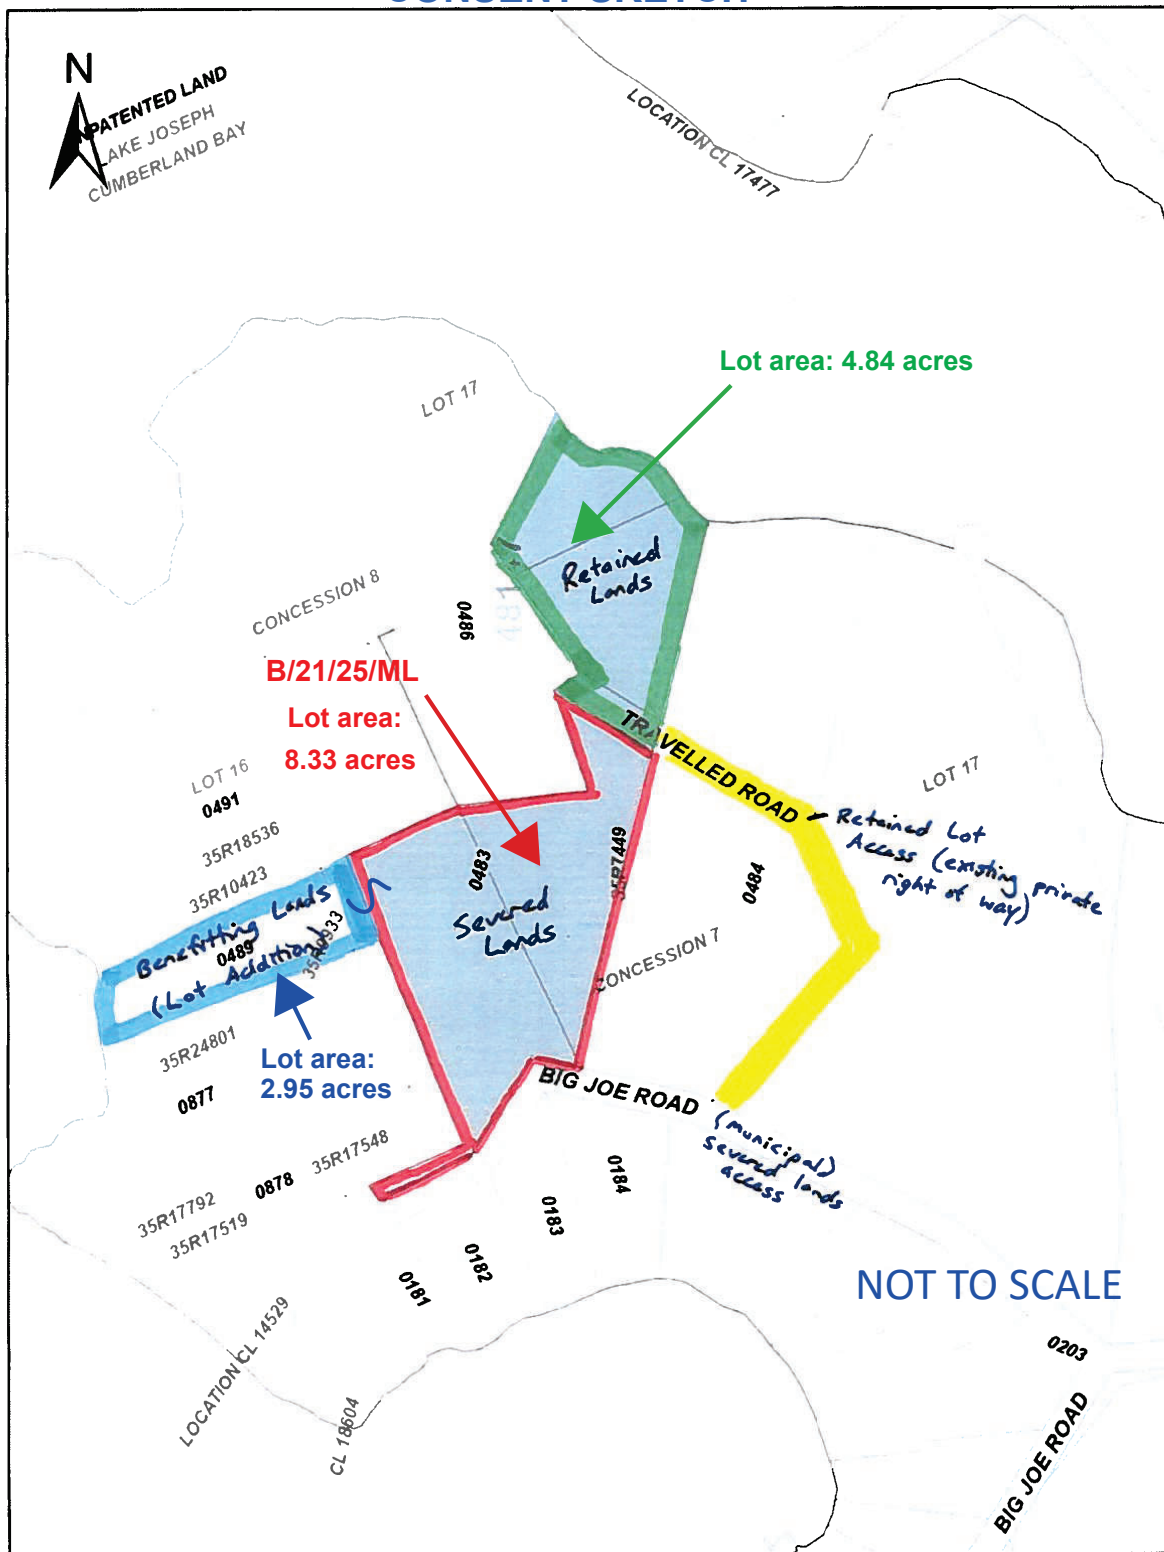 CONSENT SKETCH
N
LAKE JOSEPH
CUMBERLAND BAY
LOCATION CL 17477
Lot area: 4.84 acres
LOT 17
CONCESSION 8
0486
481
Retained
Lands
B/21/25/ML
Lot area:
8.33 acres
TRAVELLED ROAD
LOT 17
LOT 16
0491
35R18536
35R10423
Retained Lot
Access (existing private
right of way)
0483
35R7449
0484
Severed
Lands
CONCESSION 7
Benefitting Lands
0489
(Lot Addition)
35R24801
Lot area:
2.95 acres
0877
BIG JOE ROAD
(municipal)
severed lands
access
35R17548
0878
35R17792
35R17519
0184
0183
0182
0181
NOT TO SCALE
LOCATION CL 14529
CL 18604
0203
BIG JOE ROAD